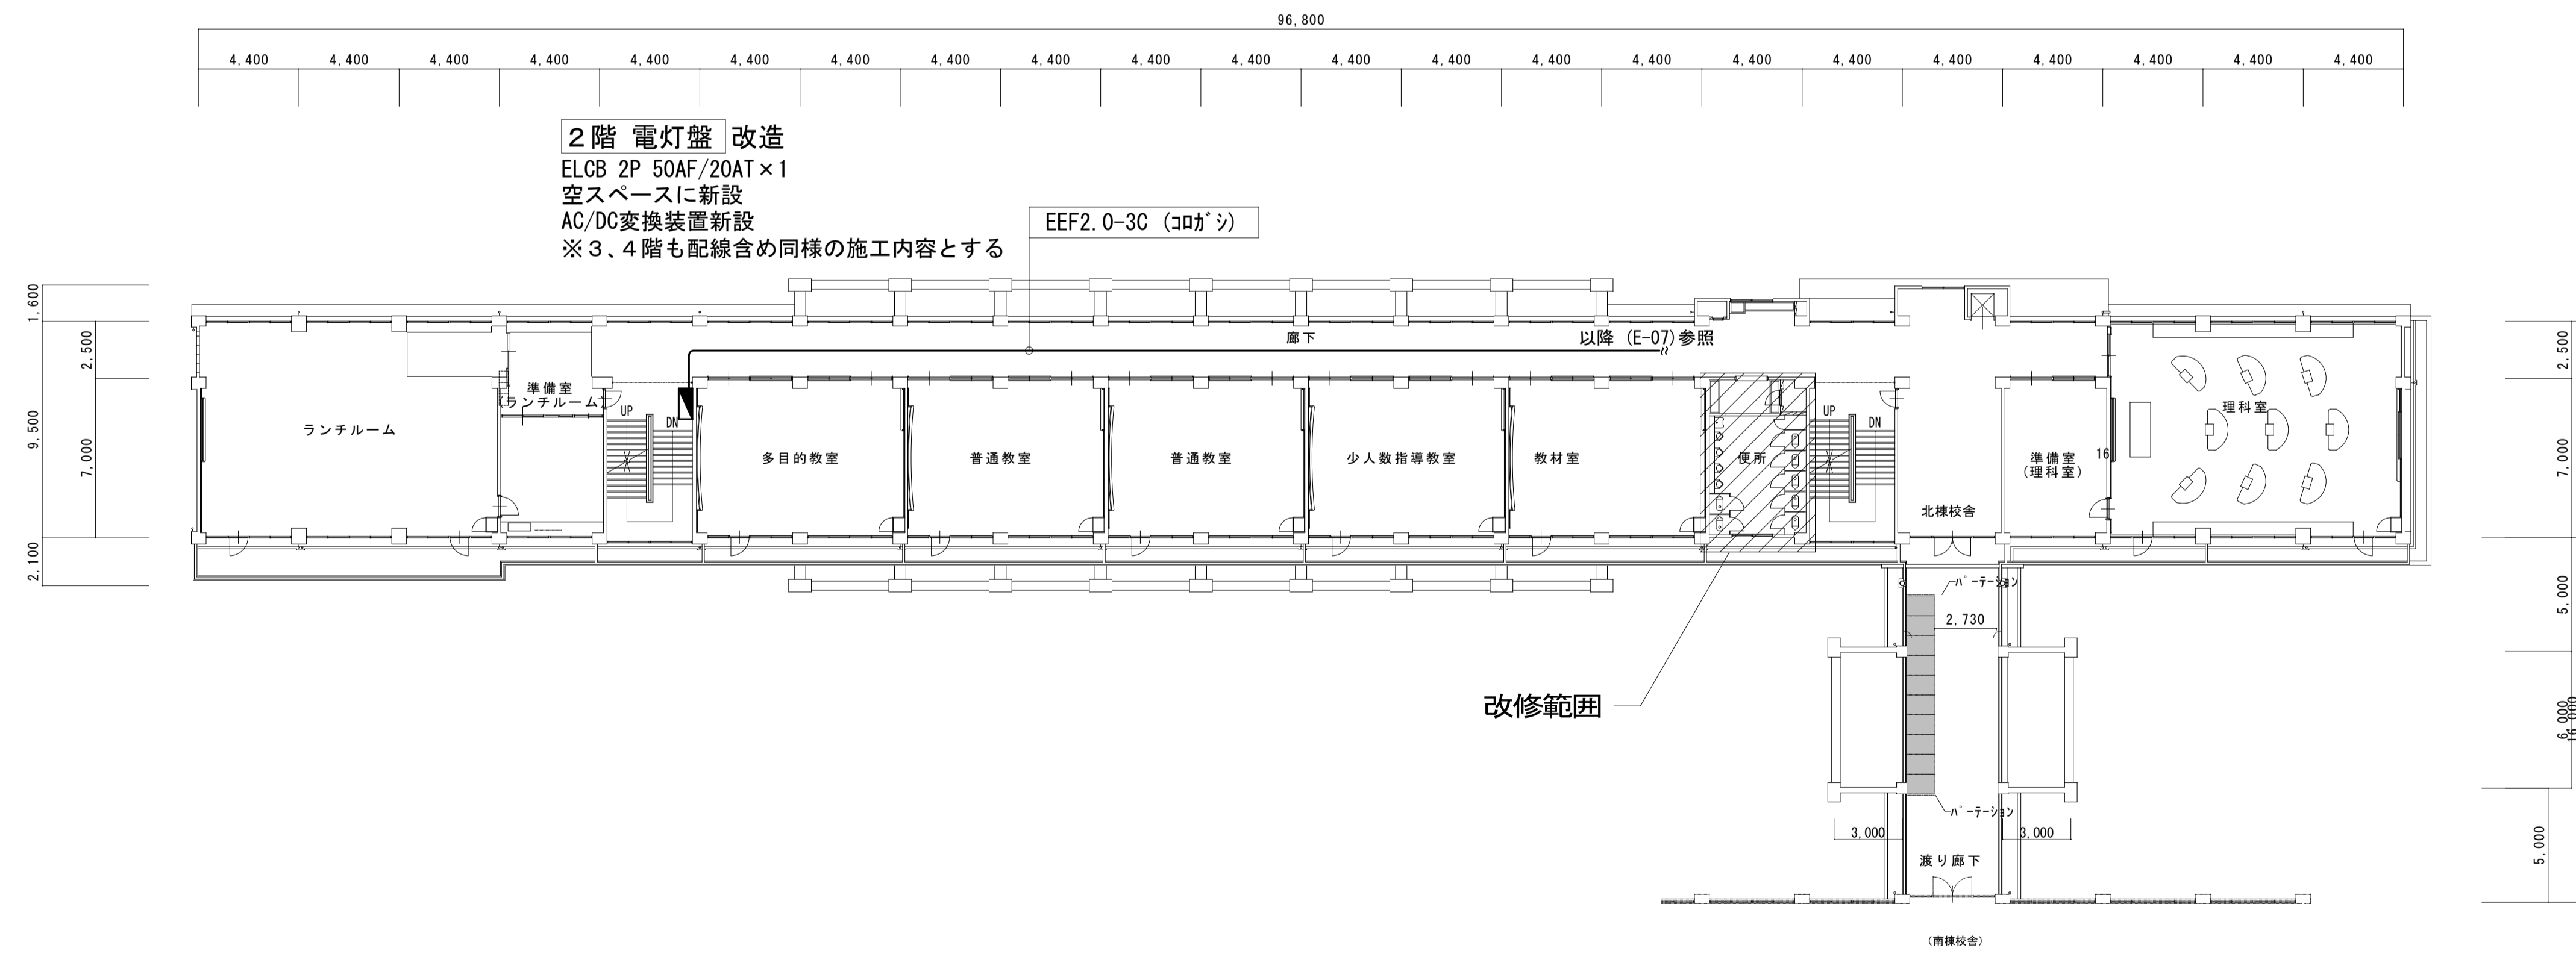 96,800
4,400 4,400 4,400 4,400 4,400 4,400 4,400 4,400 4,400 4,400 4,400 4,400 4,400 4,400 4,400 4,400 4,400 4,400 4,400 4,400 4,400 4,400
2階 電灯盤 改造
ELCB 2P 50AF/20AT×1
空スペースに新設
AC/DC変換装置新設
※3、4階も配線含め同様の施工内容とする
EEF2.0-3C (コロガシ)
1,600
2,500
9,500
7,000
2,100
廊下
以降 (E-07)参照
準備室
(ランチルーム)
ランチルーム
UP
DN
多目的教室
普通教室
普通教室
少人数指導教室
教材室
便所
UP
DN
北棟校舎
準備室
(理科室)
16
理科室
2,500
7,000
5,000
6,000
16,000
5,000
パーテーション
2,730
改修範囲
パーテーション
3,000
3,000
渡り廊下
(南棟校舎)